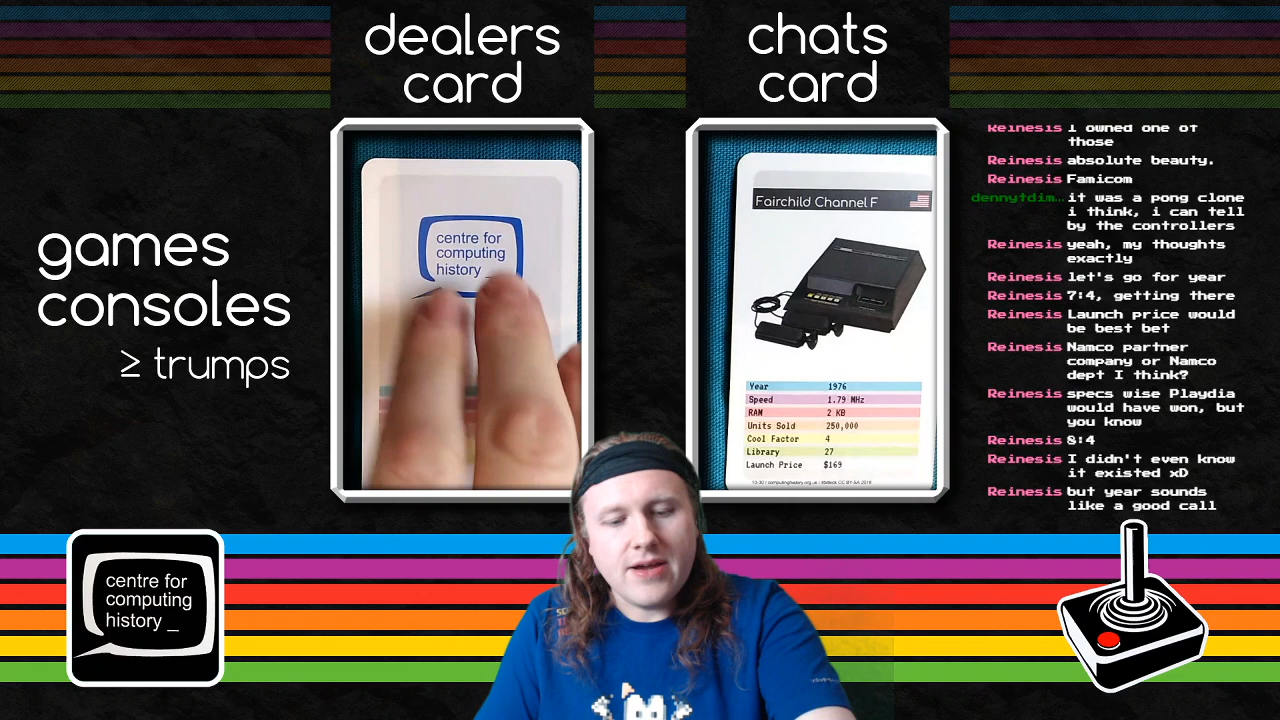 dealers
card
chats
card
games
consoles
≥ trumps
centre for
computing
history _
Fairchild Channel F
Year 1976
Speed 1.79 MHz
RAM 2 KB
Units Sold 250,000
Cool Factor 4
Library 27
Launch Price $169
Reinesis I owned one of
those
Reinesis absolute beauty.
Reinesis Famicom
dennytdim… it was a pong clone
i think, i can tell
by the controllers
Reinesis yeah, my thoughts
exactly
Reinesis let's go for year
Reinesis 7:4, getting there
Reinesis Launch price would
be best bet
Reinesis Namco partner
company or Namco
dept I think?
Reinesis specs wise Playdia
would have won, but
you know
Reinesis 8:4
Reinesis I didn't even know
it existed xD
Reinesis but year sounds
like a good call
centre for
computing
history _